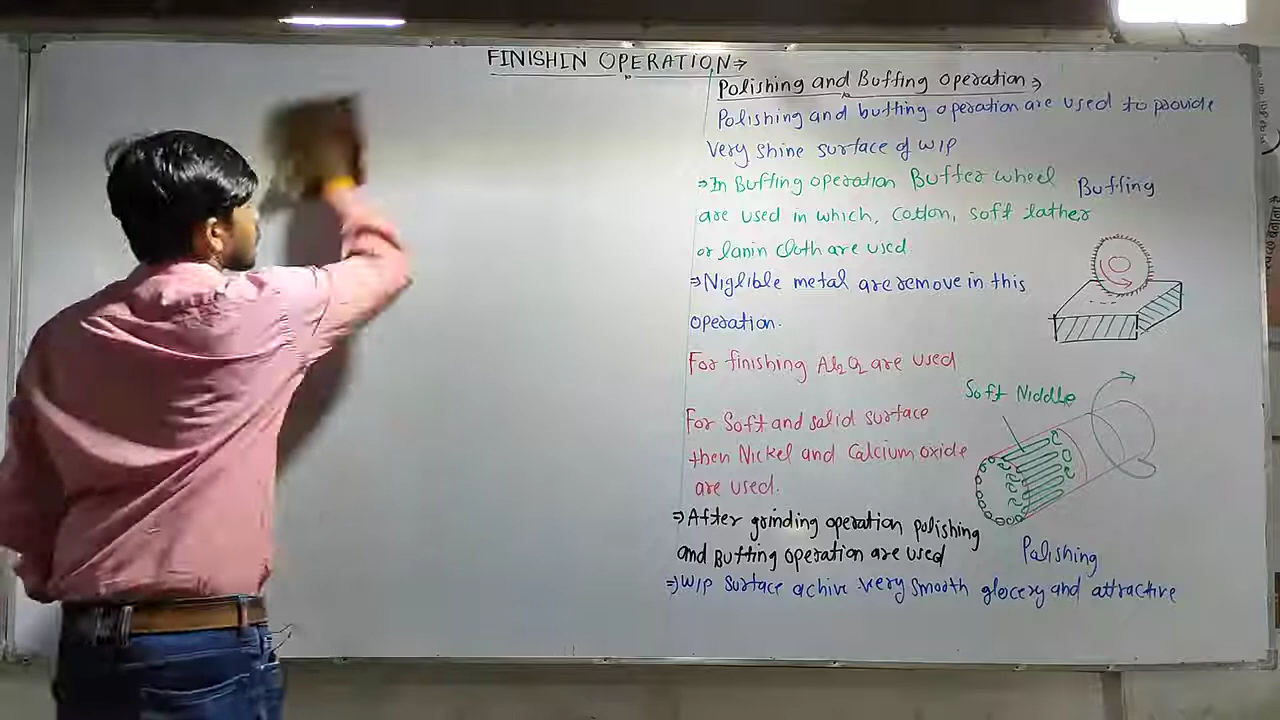 FINISHIN OPERATION→
Polishing and Buffing operation →
Polishing and buffing operation are used to provide
very shine surface of W/P
⇒In Buffing operation Buffer wheel
are used in which, Cotton, soft lather
or lanin cloth are used.
Buffing
⇒Niglible metal are remove in this
operation.
For finishing Al2O2 are used
For Soft and salid surface
then Nickel and Calcium oxide
are used.
Soft Niddle
⇒After grinding operation polishing
and Buffing operation are used
Palishing
⇒W/P surface achive very smooth glocery and attractive